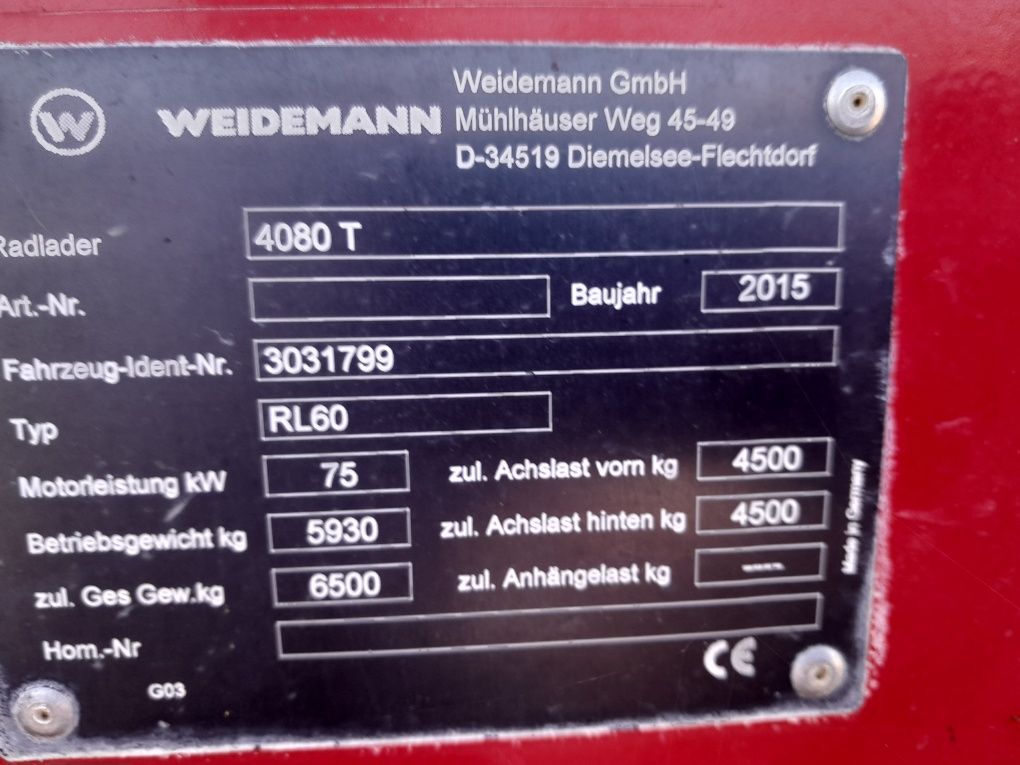 W WEIDEMANN
Weidemann GmbH
Mühlhäuser Weg 45-49
D-34519 Diemelsee-Flechtdorf
Radlader 4080 T
Art.-Nr. Baujahr 2015
Fahrzeug-Ident-Nr. 3031799
Typ RL60
Motorleistung kW 75 zul. Achslast vorn kg 4500
Betriebsgewicht kg 5930 zul. Achslast hinten kg 4500
zul. Ges Gew.kg 6500 zul. Anhängelast kg ----
Hom.-Nr
G03
CE
Made in Germany